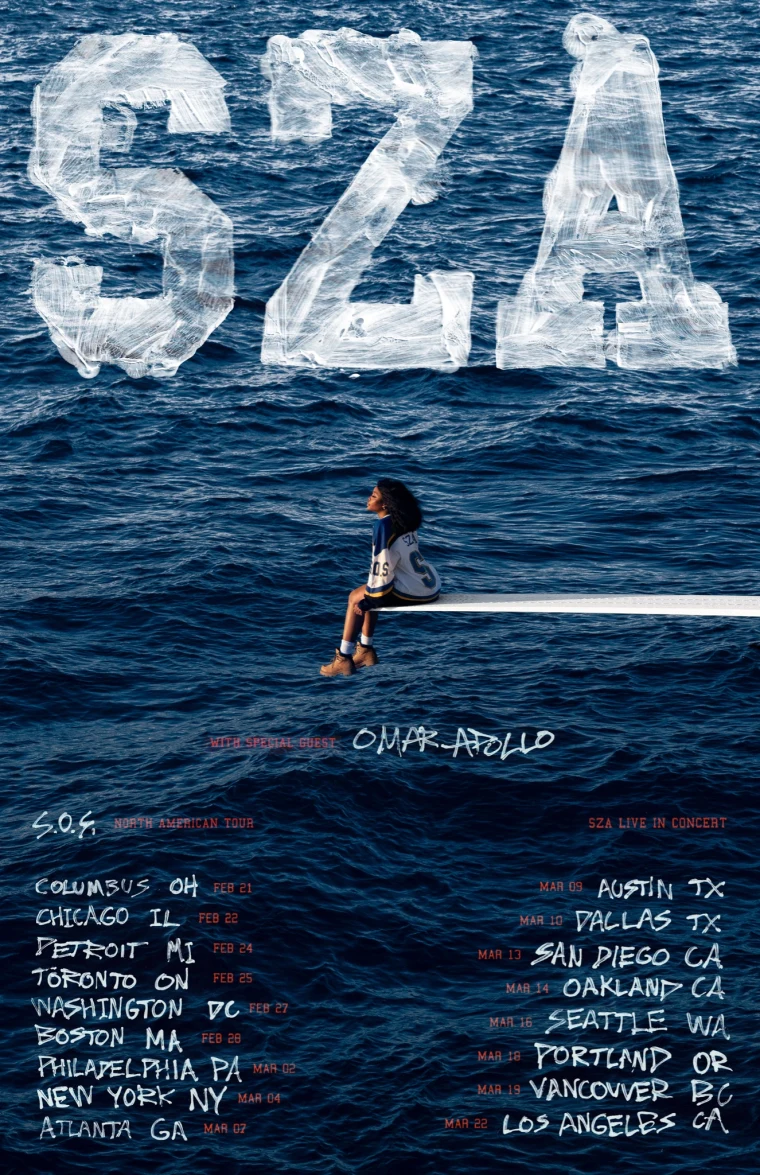 SZA
SZA
O.S
S
WITH SPECIAL GUEST OMAR APOLLO
S.O.S. NORTH AMERICAN TOUR
SZA LIVE IN CONCERT
COLUMBUS OH FEB 21
CHICAGO IL FEB 22
DETROIT MI FEB 24
TORONTO ON FEB 25
WASHINGTON DC FEB 27
BOSTON MA FEB 28
PHILADELPHIA PA MAR 02
NEW YORK NY MAR 04
ATLANTA GA MAR 07
MAR 09 AUSTIN TX
MAR 10 DALLAS TX
MAR 13 SAN DIEGO CA
MAR 14 OAKLAND CA
MAR 16 SEATTLE WA
MAR 18 PORTLAND OR
MAR 19 VANCOUVER BC
MAR 22 LOS ANGELES CA